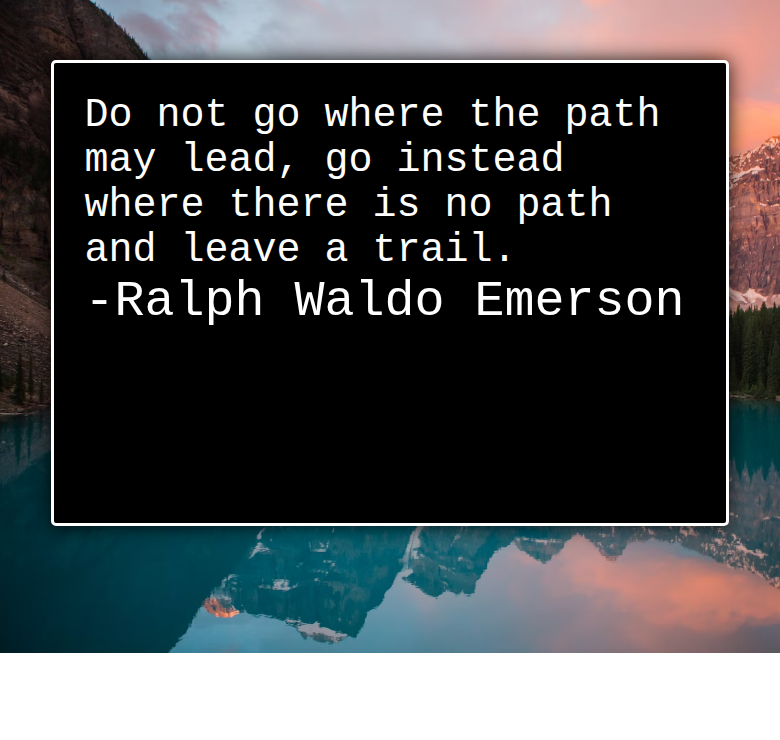 Do not go where the path
may lead, go instead
where there is no path
and leave a trail.
-Ralph Waldo Emerson